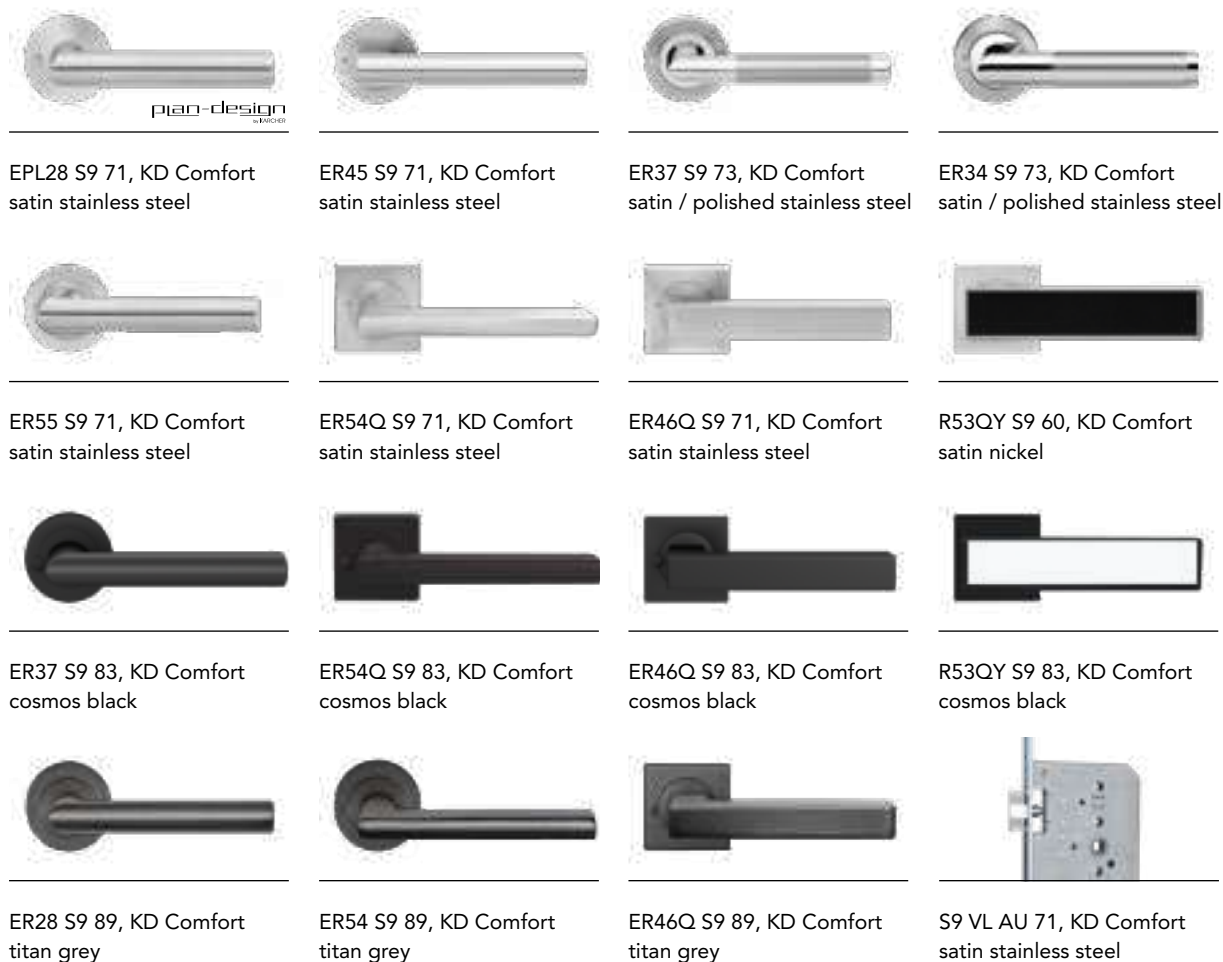 plan-design
by KARCHER
EPL28 S9 71, KD Comfort
satin stainless steel
ER45 S9 71, KD Comfort
satin stainless steel
ER37 S9 73, KD Comfort
satin / polished stainless steel
ER34 S9 73, KD Comfort
satin / polished stainless steel
ER55 S9 71, KD Comfort
satin stainless steel
ER54Q S9 71, KD Comfort
satin stainless steel
ER46Q S9 71, KD Comfort
satin stainless steel
R53QY S9 60, KD Comfort
satin nickel
ER37 S9 83, KD Comfort
cosmos black
ER54Q S9 83, KD Comfort
cosmos black
ER46Q S9 83, KD Comfort
cosmos black
R53QY S9 83, KD Comfort
cosmos black
ER28 S9 89, KD Comfort
titan grey
ER54 S9 89, KD Comfort
titan grey
ER46Q S9 89, KD Comfort
titan grey
S9 VL AU 71, KD Comfort
satin stainless steel